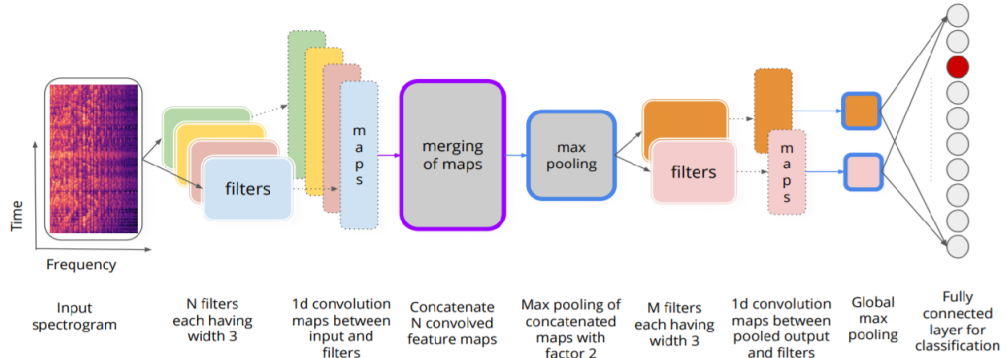 Time
Frequency
filters
m
a
p
s
merging
of maps
max
pooling
filters
m
a
p
s
Input
spectrogram
N filters
each having
width 3
1d convolution
maps between
input and
filters
Concatenate
N convolved
feature maps
Max pooling of
concatenated
maps with
factor 2
M filters
each having
width 3
1d convolution
maps between
pooled output
and filters
Global
max
pooling
Fully
connected
layer for
classification